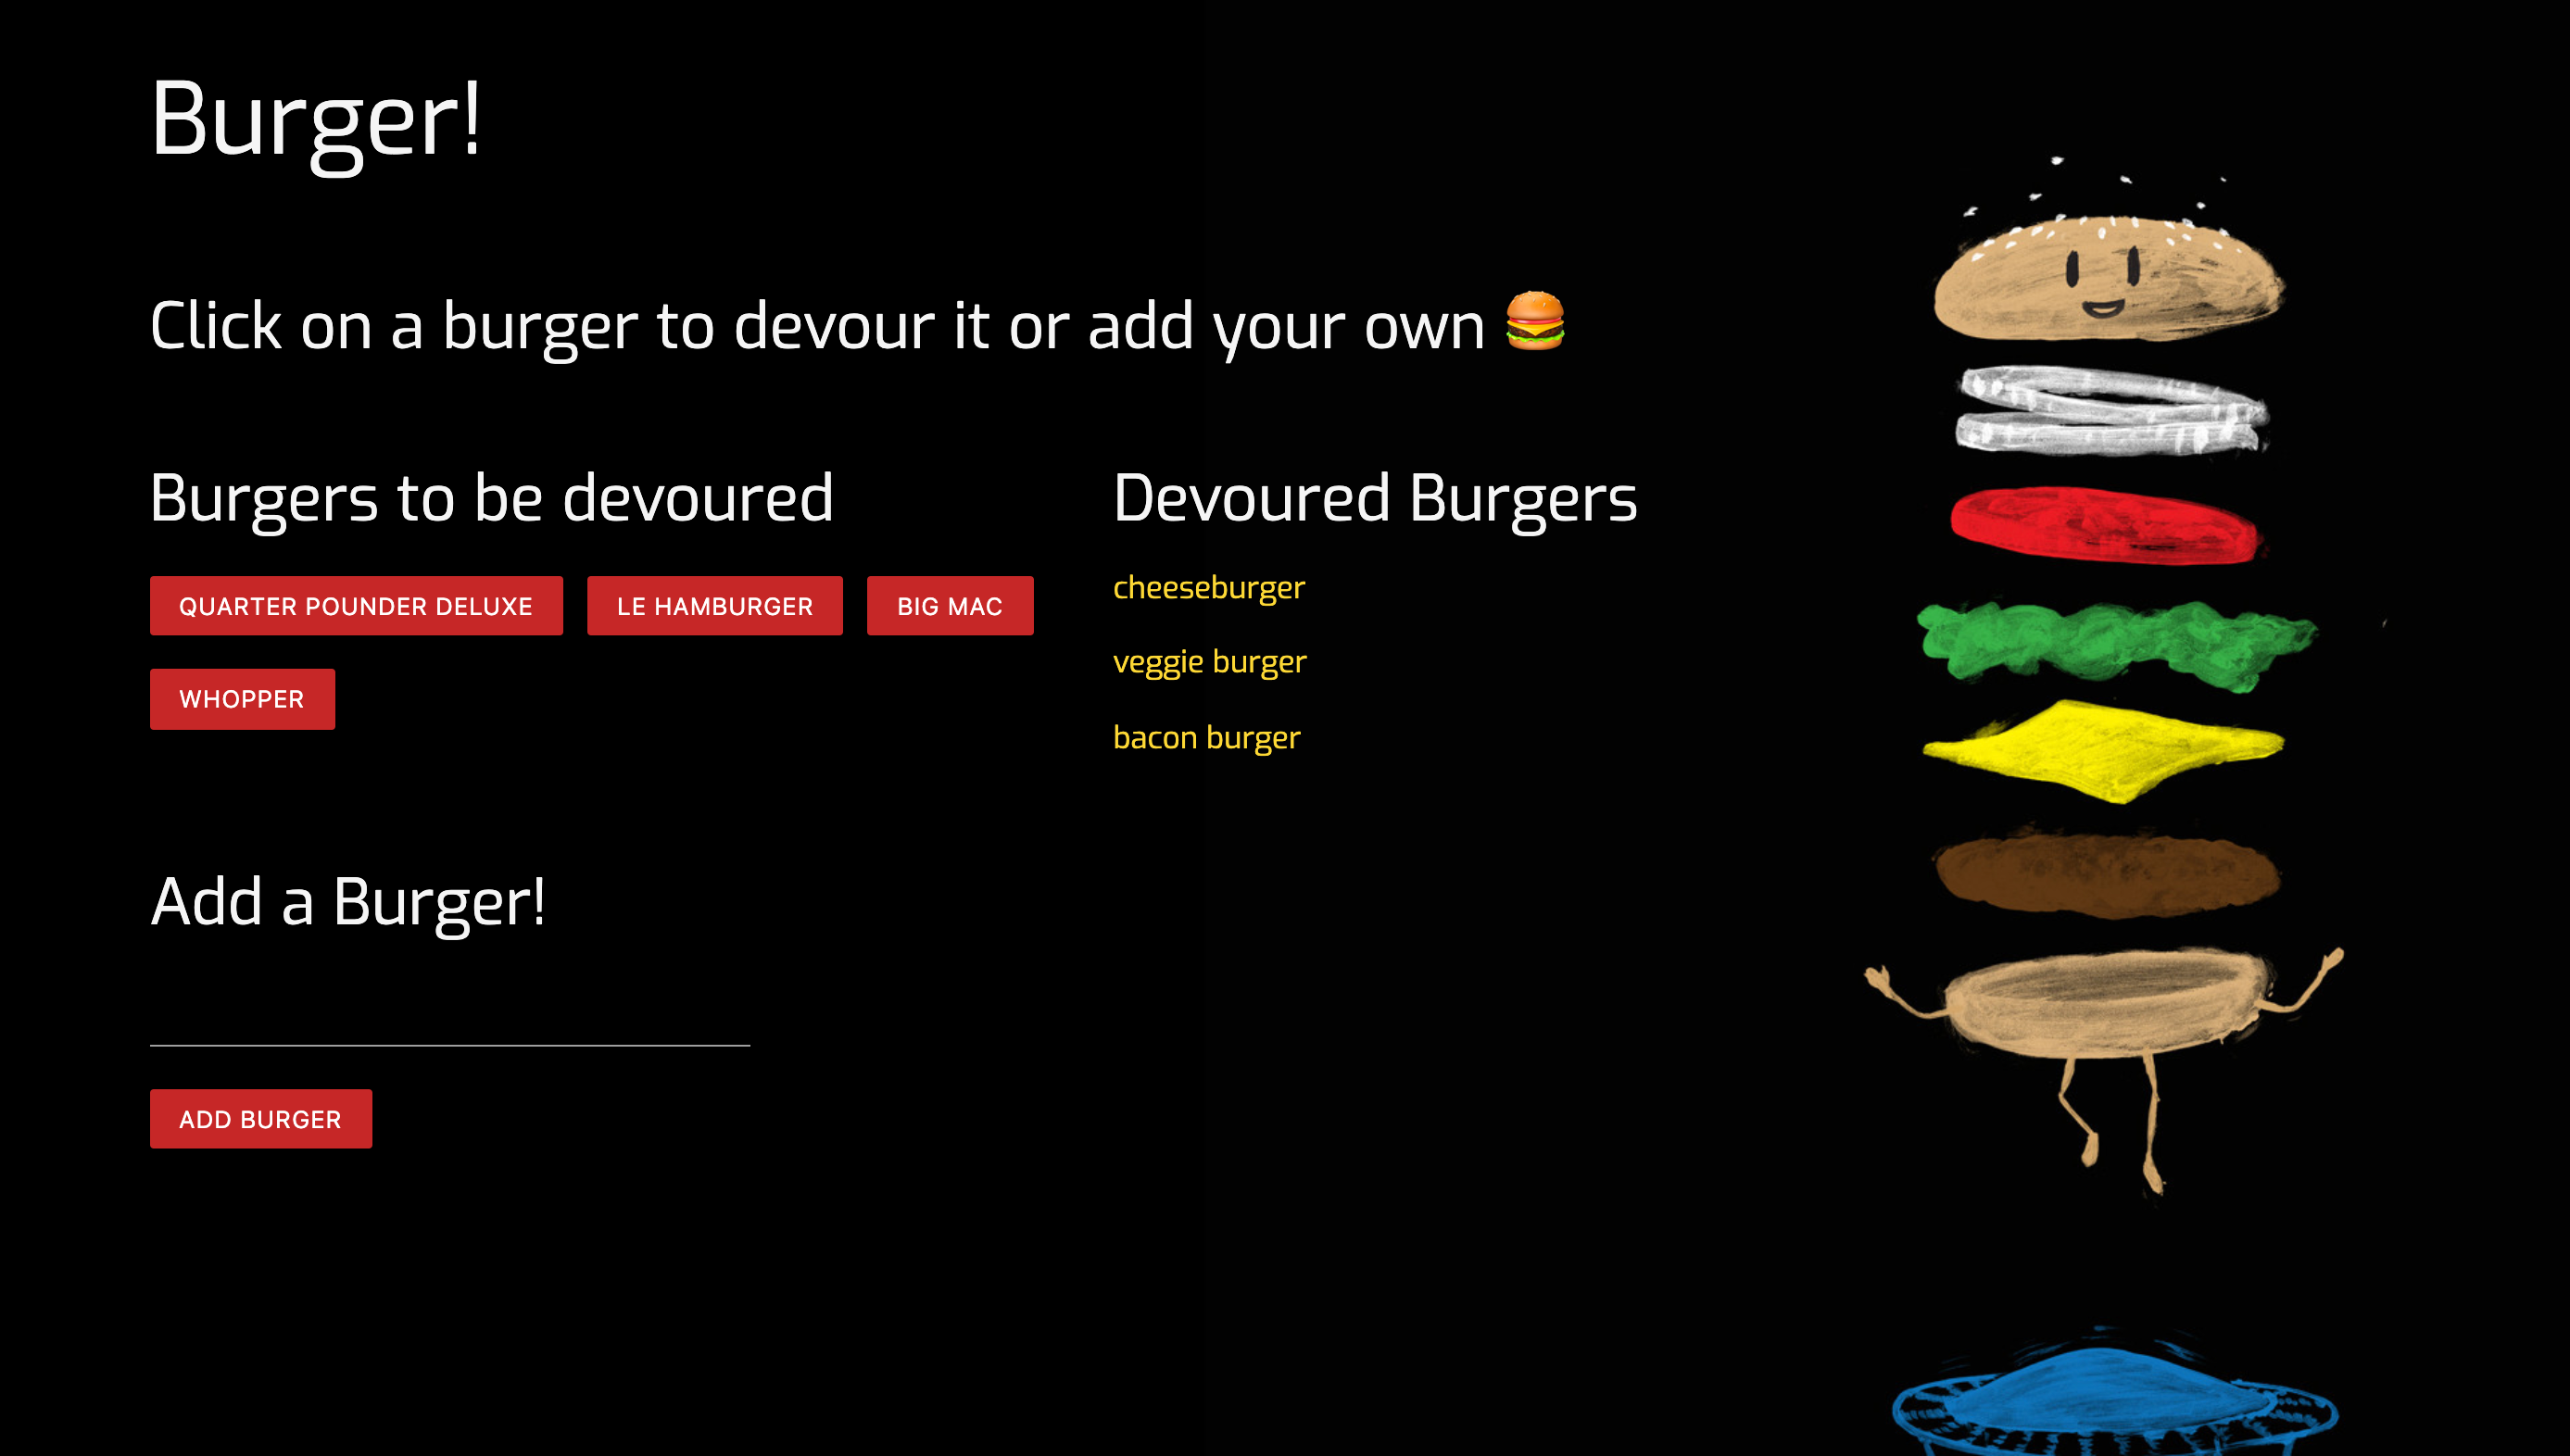 Burger!
Click on a burger to devour it or add your own 🍔
Burgers to be devoured
QUARTER POUNDER DELUXE
LE HAMBURGER
BIG MAC
WHOPPER
Devoured Burgers
cheeseburger
veggie burger
bacon burger
Add a Burger!
ADD BURGER